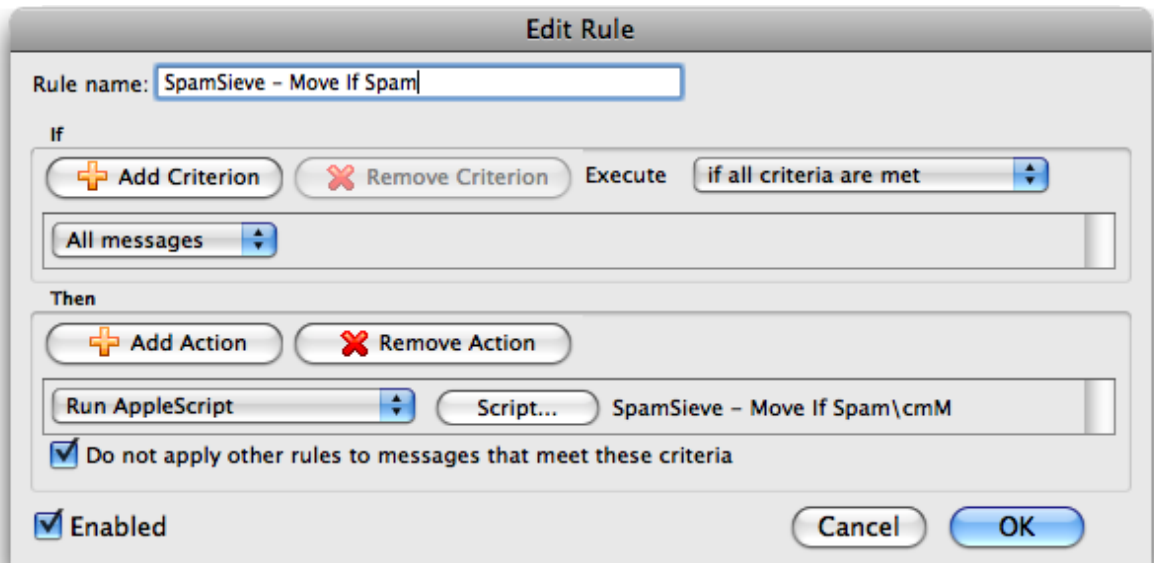 Edit Rule
Rule name: SpamSieve – Move If Spam
If
Add Criterion Remove Criterion Execute if all criteria are met
All messages
Then
Add Action Remove Action
Run AppleScript Script... SpamSieve – Move If Spam\cmM
Do not apply other rules to messages that meet these criteria
Enabled Cancel OK